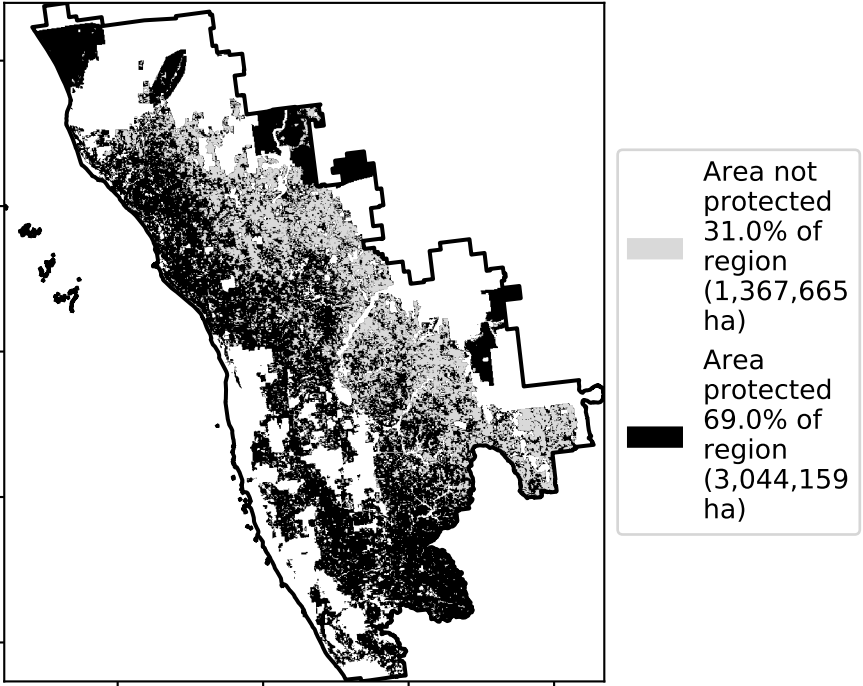 Area not
protected
31.0% of
region
(1,367,665
ha)
Area
protected
69.0% of
region
(3,044,159
ha)